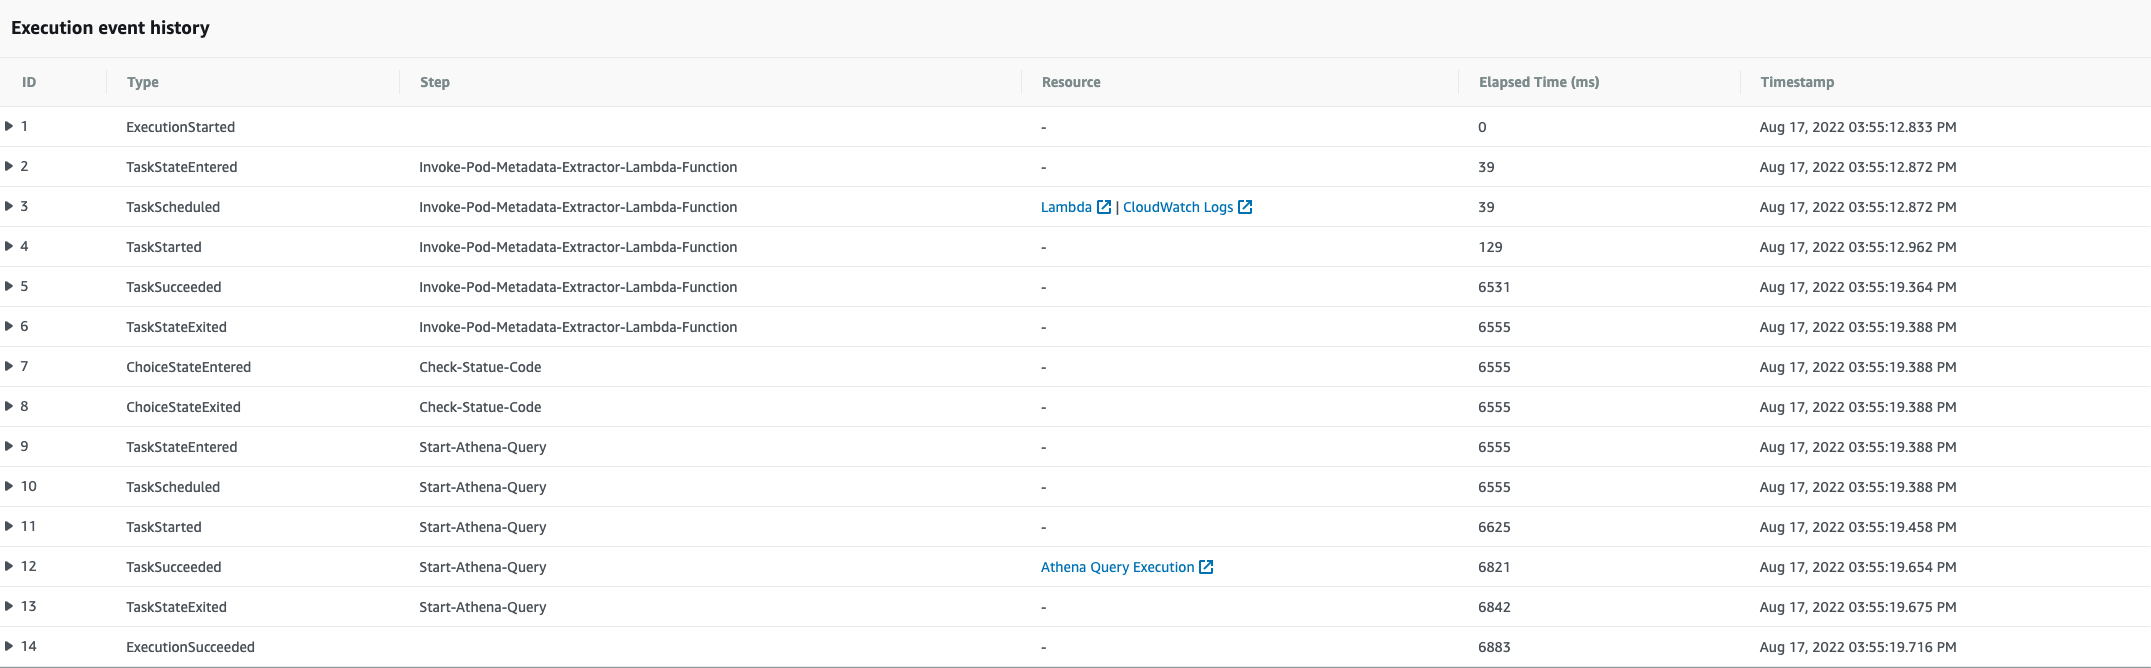 Execution event history
ID Type Step Resource Elapsed Time (ms) Timestamp
1 ExecutionStarted - 0 Aug 17, 2022 03:55:12.833 PM
2 TaskStateEntered Invoke-Pod-Metadata-Extractor-Lambda-Function - 39 Aug 17, 2022 03:55:12.872 PM
3 TaskScheduled Invoke-Pod-Metadata-Extractor-Lambda-Function Lambda | CloudWatch Logs 39 Aug 17, 2022 03:55:12.872 PM
4 TaskStarted Invoke-Pod-Metadata-Extractor-Lambda-Function - 129 Aug 17, 2022 03:55:12.962 PM
5 TaskSucceeded Invoke-Pod-Metadata-Extractor-Lambda-Function - 6531 Aug 17, 2022 03:55:19.364 PM
6 TaskStateExited Invoke-Pod-Metadata-Extractor-Lambda-Function - 6555 Aug 17, 2022 03:55:19.388 PM
7 ChoiceStateEntered Check-Statue-Code - 6555 Aug 17, 2022 03:55:19.388 PM
8 ChoiceStateExited Check-Statue-Code - 6555 Aug 17, 2022 03:55:19.388 PM
9 TaskStateEntered Start-Athena-Query - 6555 Aug 17, 2022 03:55:19.388 PM
10 TaskScheduled Start-Athena-Query - 6555 Aug 17, 2022 03:55:19.388 PM
11 TaskStarted Start-Athena-Query - 6625 Aug 17, 2022 03:55:19.458 PM
12 TaskSucceeded Start-Athena-Query Athena Query Execution 6821 Aug 17, 2022 03:55:19.654 PM
13 TaskStateExited Start-Athena-Query - 6842 Aug 17, 2022 03:55:19.675 PM
14 ExecutionSucceeded - 6883 Aug 17, 2022 03:55:19.716 PM